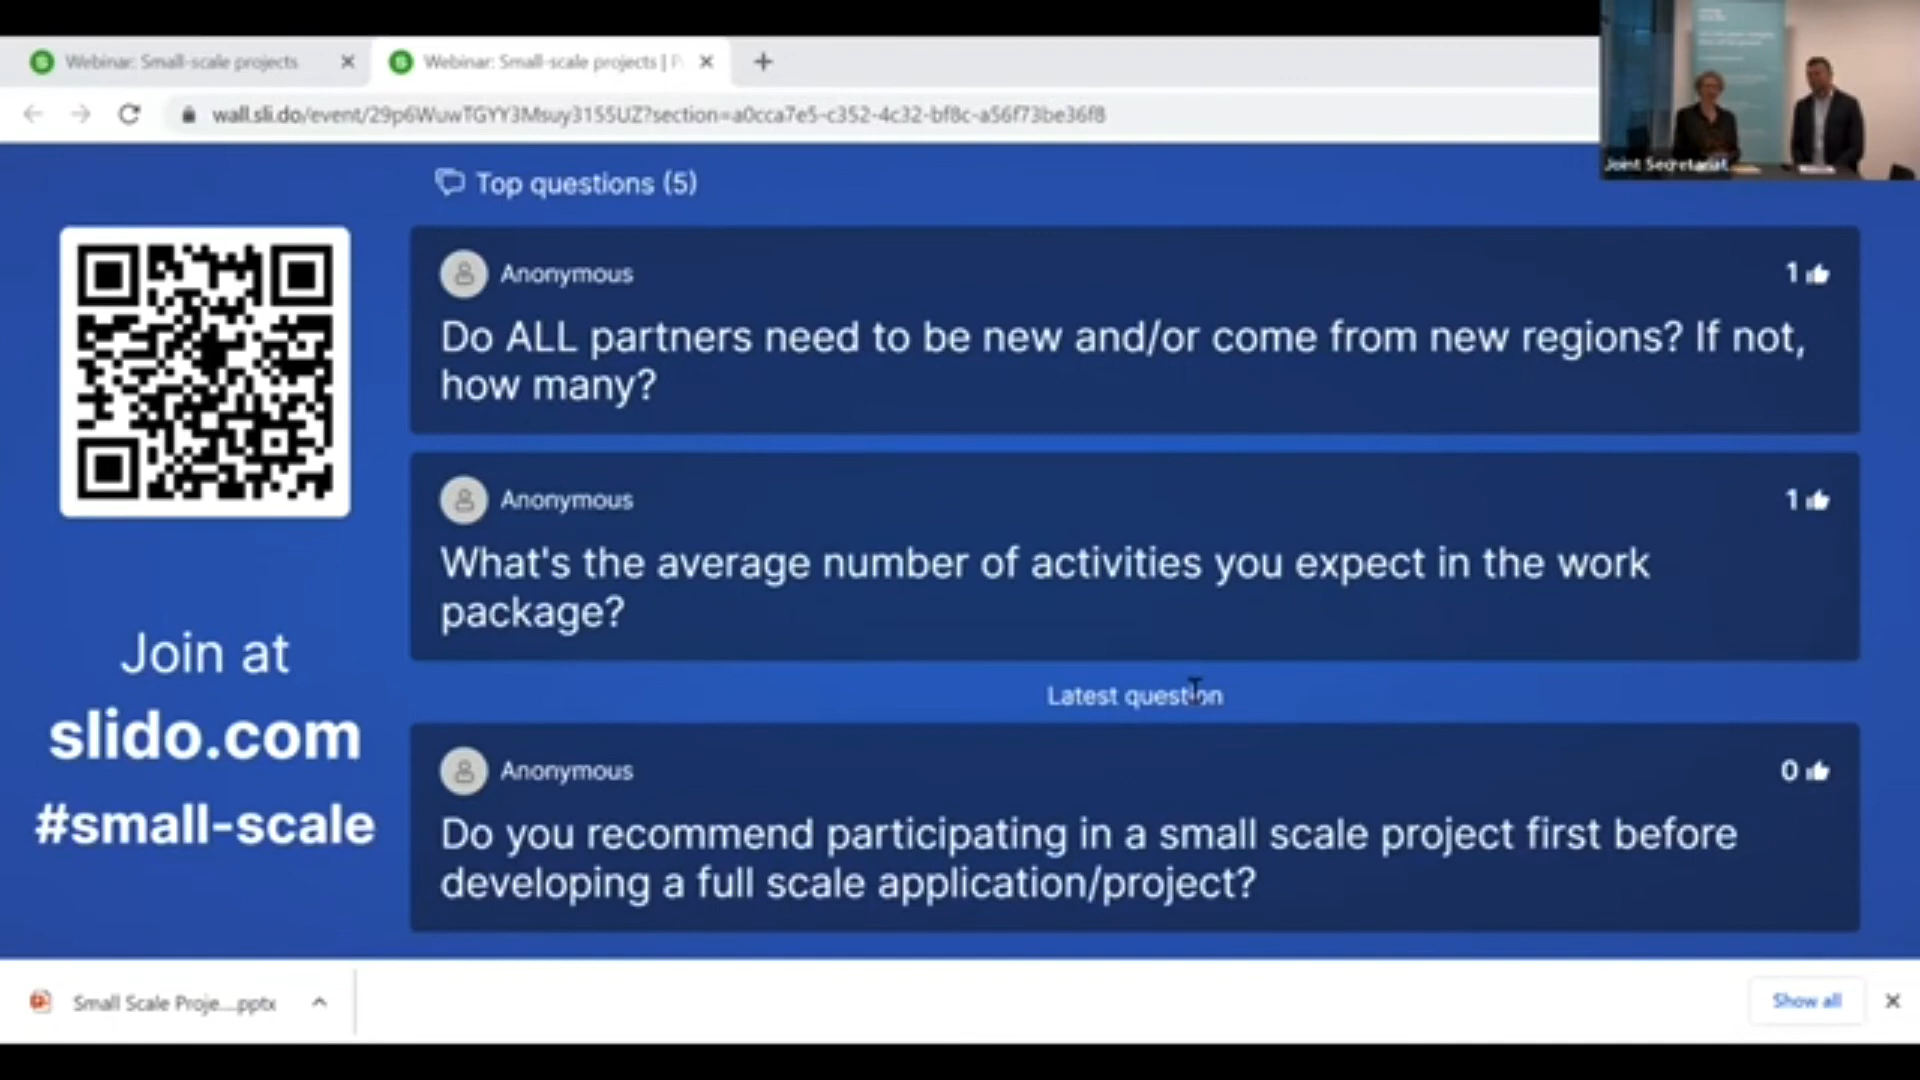 Webinar: Small-scale projects
Webinar: Small-scale projects |
wall.sli.do/event/29p6WuwTGYY3Msuy3155UZ?section=a0cca7e5-c352-4c32-bf8c-a56f73be36f8
Joint Secretariat
Top questions (5)
Anonymous
1
Do ALL partners need to be new and/or come from new regions? If not,
how many?
Anonymous
1
What's the average number of activities you expect in the work
package?
Join at
slido.com
#small-scale
Latest question
Anonymous
0
Do you recommend participating in a small scale project first before
developing a full scale application/project?
Small Scale Proje....pptx
Show all